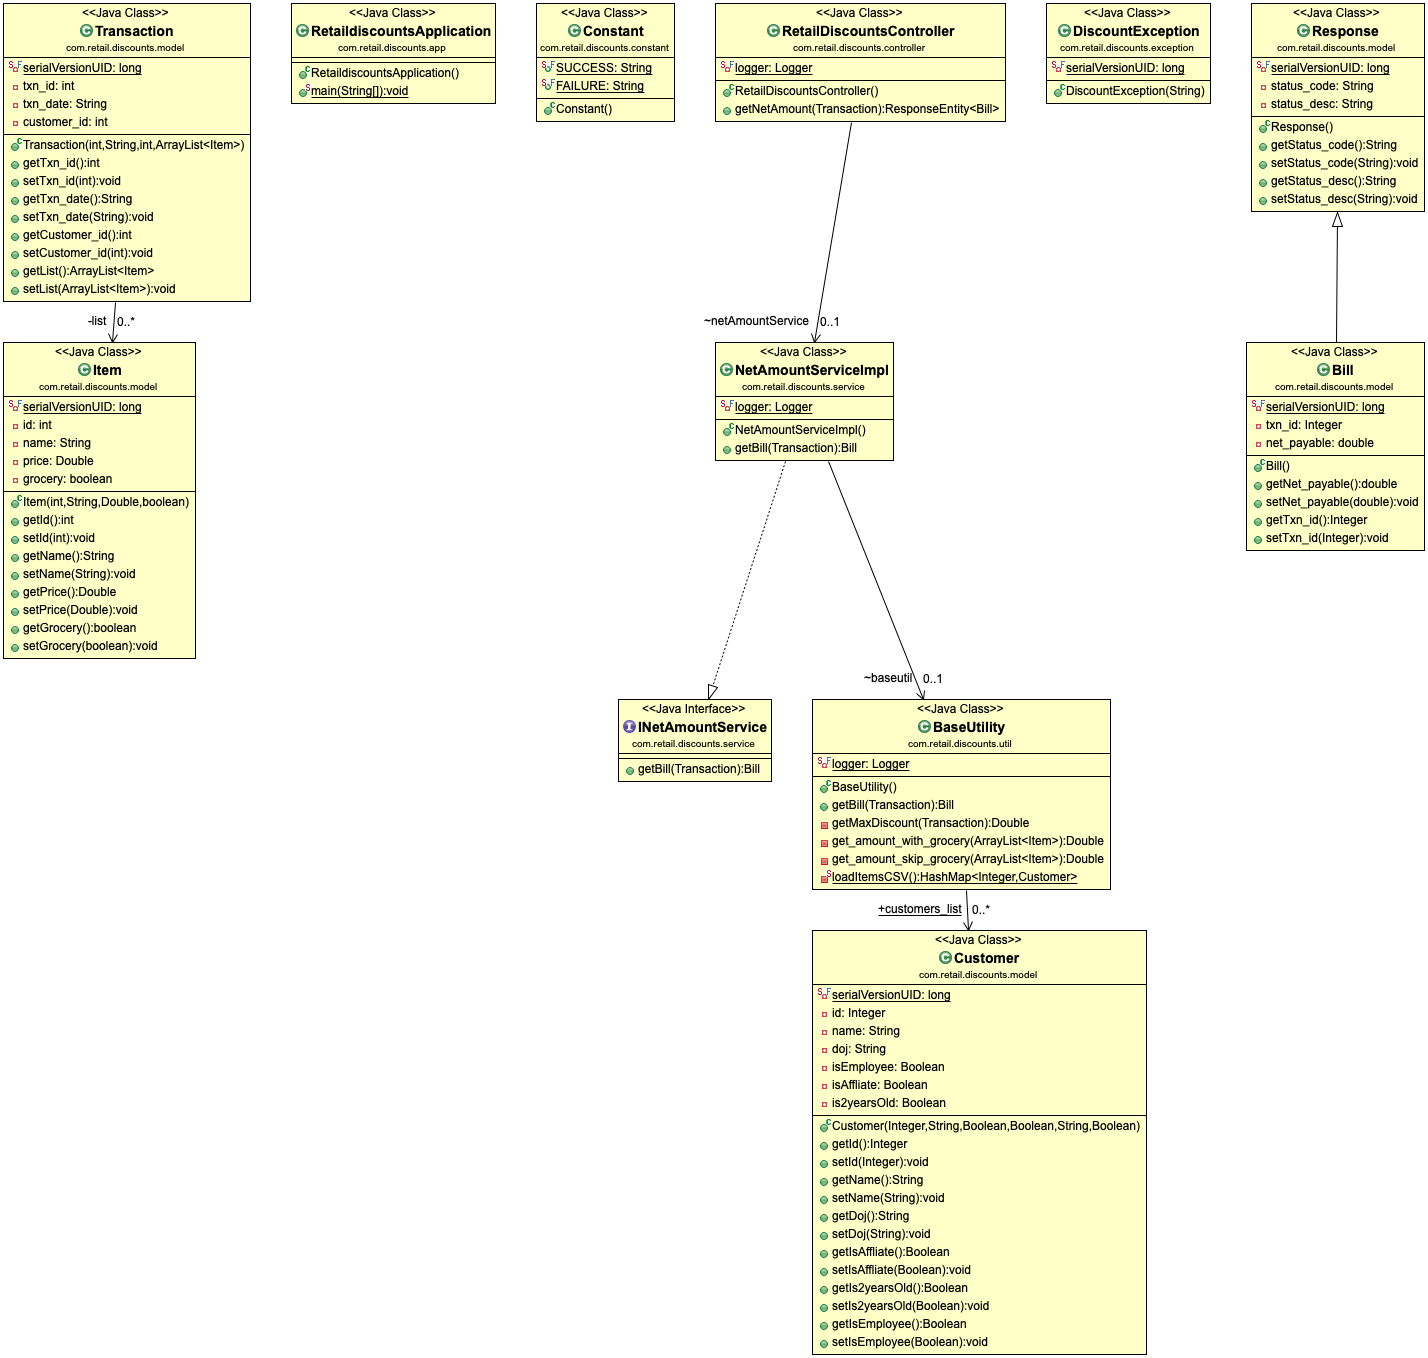 <<Java Class>>
Transaction
com.retail.discounts.model
serialVersionUID: long
txn_id: int
txn_date: String
customer_id: int
Transaction(int,String,int,ArrayList<Item>)
getTxn_id():int
setTxn_id(int):void
getTxn_date():String
setTxn_date(String):void
getCustomer_id():int
setCustomer_id(int):void
getList():ArrayList<Item>
setList(ArrayList<Item>):void
-list 0..*
<<Java Class>>
Item
com.retail.discounts.model
serialVersionUID: long
id: int
name: String
price: Double
grocery: boolean
Item(int,String,Double,boolean)
getId():int
setId(int):void
getName():String
setName(String):void
getPrice():Double
setPrice(Double):void
getGrocery():boolean
setGrocery(boolean):void
<<Java Class>>
RetaildiscountsApplication
com.retail.discounts.app
RetaildiscountsApplication()
main(String[]):void
<<Java Class>>
Constant
com.retail.discounts.constant
SUCCESS: String
FAILURE: String
Constant()
<<Java Class>>
RetailDiscountsController
com.retail.discounts.controller
logger: Logger
RetailDiscountsController()
getNetAmount(Transaction):ResponseEntity<Bill>
~netAmountService 0..1
<<Java Class>>
NetAmountServiceImpl
com.retail.discounts.service
logger: Logger
NetAmountServiceImpl()
getBill(Transaction):Bill
~baseutil 0..1
<<Java Interface>>
INetAmountService
com.retail.discounts.service
getBill(Transaction):Bill
<<Java Class>>
BaseUtility
com.retail.discounts.util
logger: Logger
BaseUtility()
getBill(Transaction):Bill
getMaxDiscount(Transaction):Double
get_amount_with_grocery(ArrayList<Item>):Double
get_amount_skip_grocery(ArrayList<Item>):Double
loadItemsCSV():HashMap<Integer,Customer>
+customers_list 0..*
<<Java Class>>
Customer
com.retail.discounts.model
serialVersionUID: long
id: Integer
name: String
doj: String
isEmployee: Boolean
isAffliate: Boolean
is2yearsOld: Boolean
Customer(Integer,String,Boolean,Boolean,String,Boolean)
getId():Integer
setId(Integer):void
getName():String
setName(String):void
getDoj():String
setDoj(String):void
getIsAffliate():Boolean
setIsAffliate(Boolean):void
getIs2yearsOld():Boolean
setIs2yearsOld(Boolean):void
getIsEmployee():Boolean
setIsEmployee(Boolean):void
<<Java Class>>
DiscountException
com.retail.discounts.exception
serialVersionUID: long
DiscountException(String)
<<Java Class>>
Response
com.retail.discounts.model
serialVersionUID: long
status_code: String
status_desc: String
Response()
getStatus_code():String
setStatus_code(String):void
getStatus_desc():String
setStatus_desc(String):void
<<Java Class>>
Bill
com.retail.discounts.model
serialVersionUID: long
txn_id: Integer
net_payable: double
Bill()
getNet_payable():double
setNet_payable(double):void
getTxn_id():Integer
setTxn_id(Integer):void